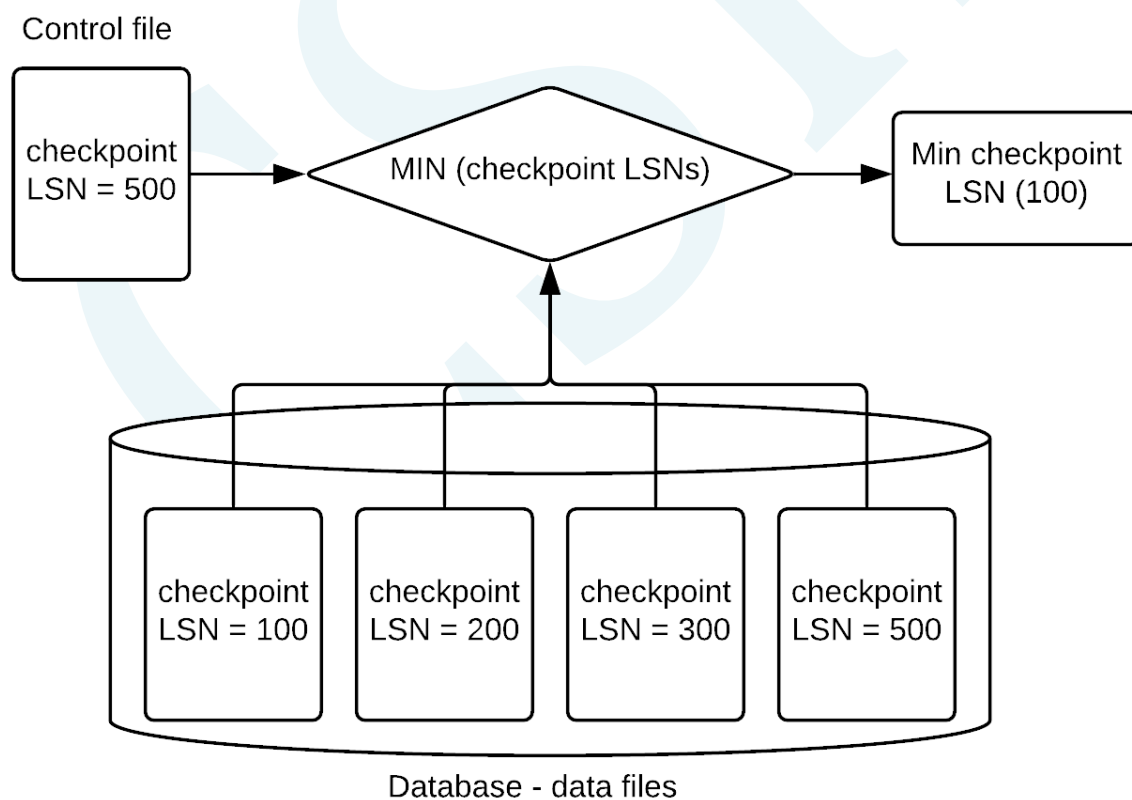 Control file
checkpoint
LSN = 500
MIN (checkpoint LSNs)
Min checkpoint
LSN (100)
checkpoint
LSN = 100
checkpoint
LSN = 200
checkpoint
LSN = 300
checkpoint
LSN = 500
Database - data files